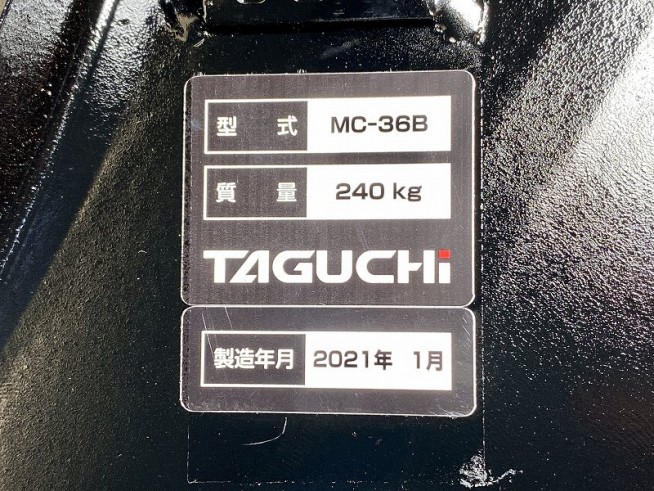 型 式 MC-36B
質 量 240 kg
TAGUCHi
製造年月 2021年 1月